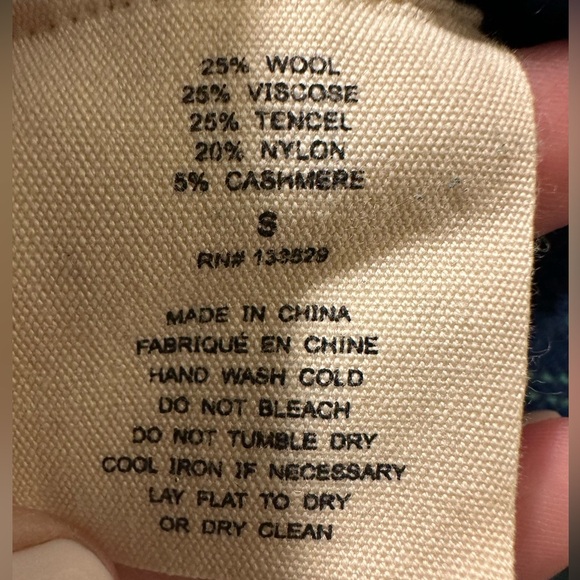 25% WOOL
25% VISCOSE
25% TENCEL
20% NYLON
5% CASHMERE
S
RN# 133529
MADE IN CHINA
FABRIQUÉ EN CHINE
HAND WASH COLD
DO NOT BLEACH
DO NOT TUMBLE DRY
COOL IRON IF NECESSARY
LAY FLAT TO DRY
OR DRY CLEAN